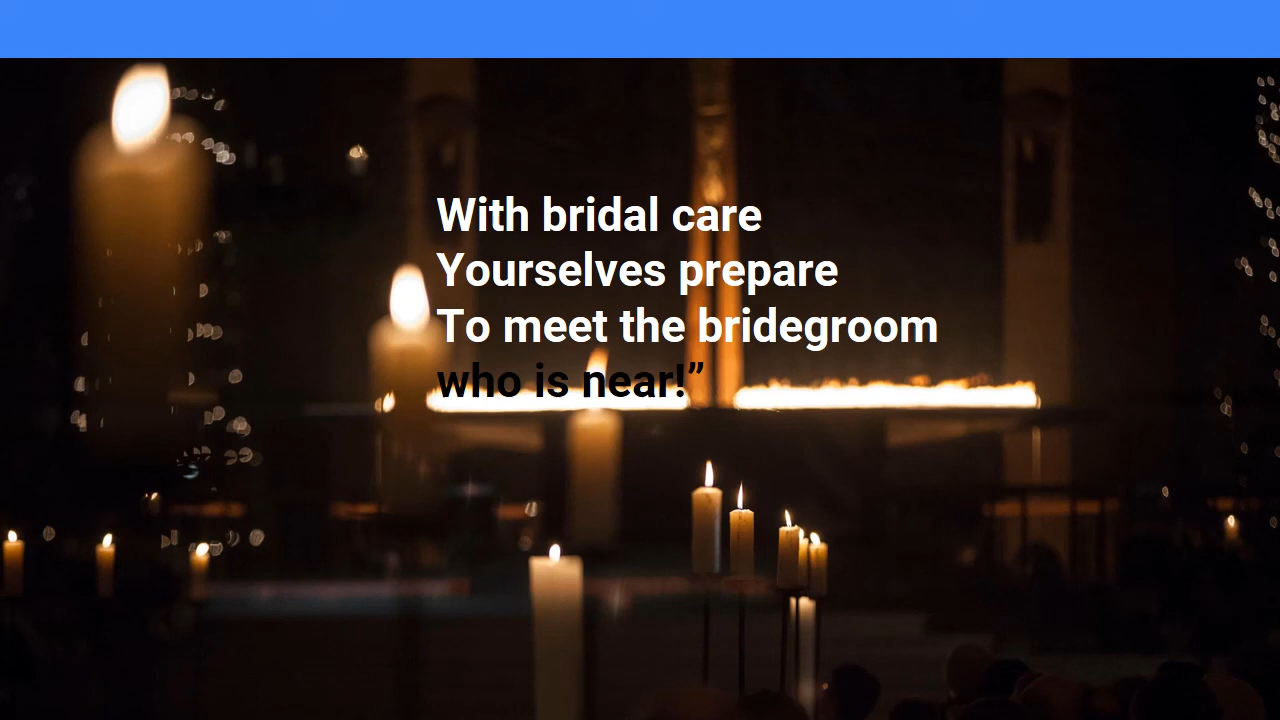 With bridal care
Yourselves prepare
To meet the bridegroom
who is near!”